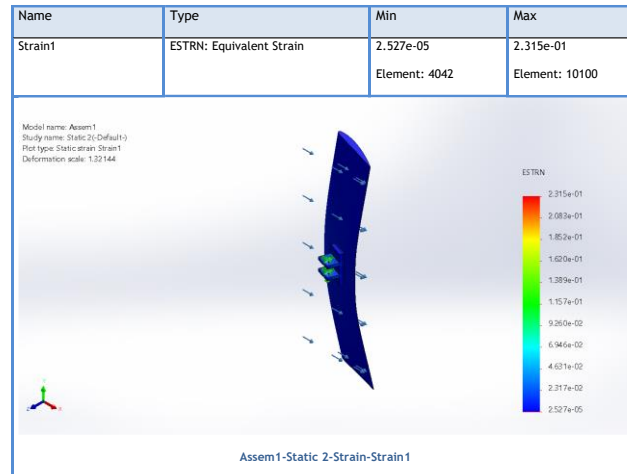 Name Type Min Max
Strain1 ESTRN: Equivalent Strain 2.527e-05 2.315e-01
Element: 4042 Element: 10100
Model name: Assem1
Study name: Static 2(-Default-)
Plot type: Static strain Strain1
Deformation scale: 1.32144
ESTRN
2.315e-01
2.083e-01
1.852e-01
1.620e-01
1.389e-01
1.157e-01
9.260e-02
6.946e-02
4.631e-02
2.317e-02
2.527e-05
Assem1-Static 2-Strain-Strain1